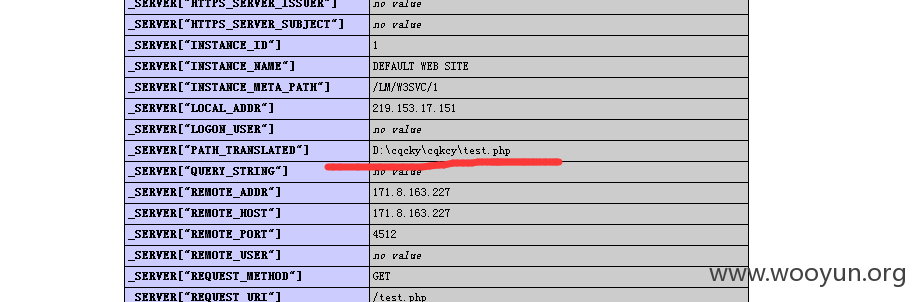 _SERVER["HTTPS_SERVER_ISSUER"] no value
_SERVER["HTTPS_SERVER_SUBJECT"] no value
_SERVER["INSTANCE_ID"] 1
_SERVER["INSTANCE_NAME"] DEFAULT WEB SITE
_SERVER["INSTANCE_META_PATH"] /LM/W3SVC/1
_SERVER["LOCAL_ADDR"] 219.153.17.151
_SERVER["LOGON_USER"] no value
_SERVER["PATH_TRANSLATED"] D:\cqcky\cqkcy\test.php
_SERVER["QUERY_STRING"] no value
_SERVER["REMOTE_ADDR"] 171.8.163.227
_SERVER["REMOTE_HOST"] 171.8.163.227
_SERVER["REMOTE_PORT"] 4512
_SERVER["REMOTE_USER"] no value
_SERVER["REQUEST_METHOD"] GET
_SERVER["REQUEST_URI"] /test.php
www.wooyun.org